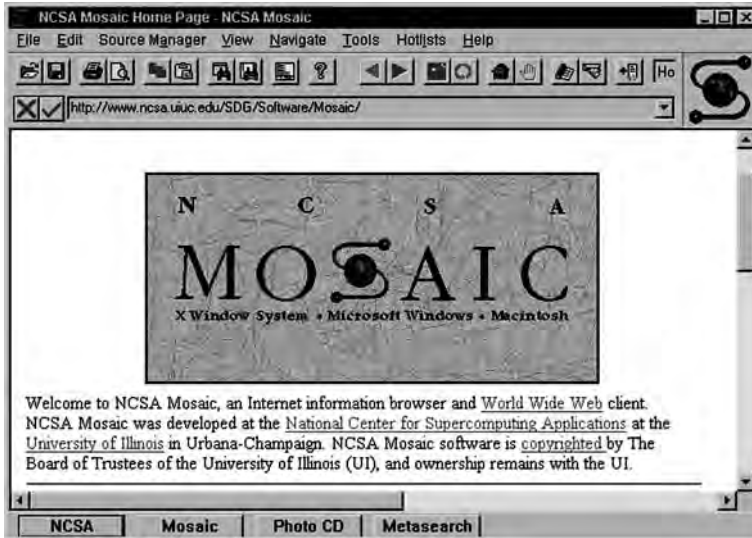 NCSA Mosaic Home Page - NCSA Mosaic
File Edit Source Manager View Navigate Tools Hotlists Help
Ho
http://www.ncsa.uiuc.edu/SDG/Software/Mosaic/
N C S A
MOSAIC
X Window System • Microsoft Windows • Macintosh
Welcome to NCSA Mosaic, an Internet information browser and World Wide Web client.
NCSA Mosaic was developed at the National Center for Supercomputing Applications at the
University of Illinois in Urbana-Champaign. NCSA Mosaic software is copyrighted by The
Board of Trustees of the University of Illinois (UI), and ownership remains with the UI.
NCSA Mosaic Photo CD Metasearch